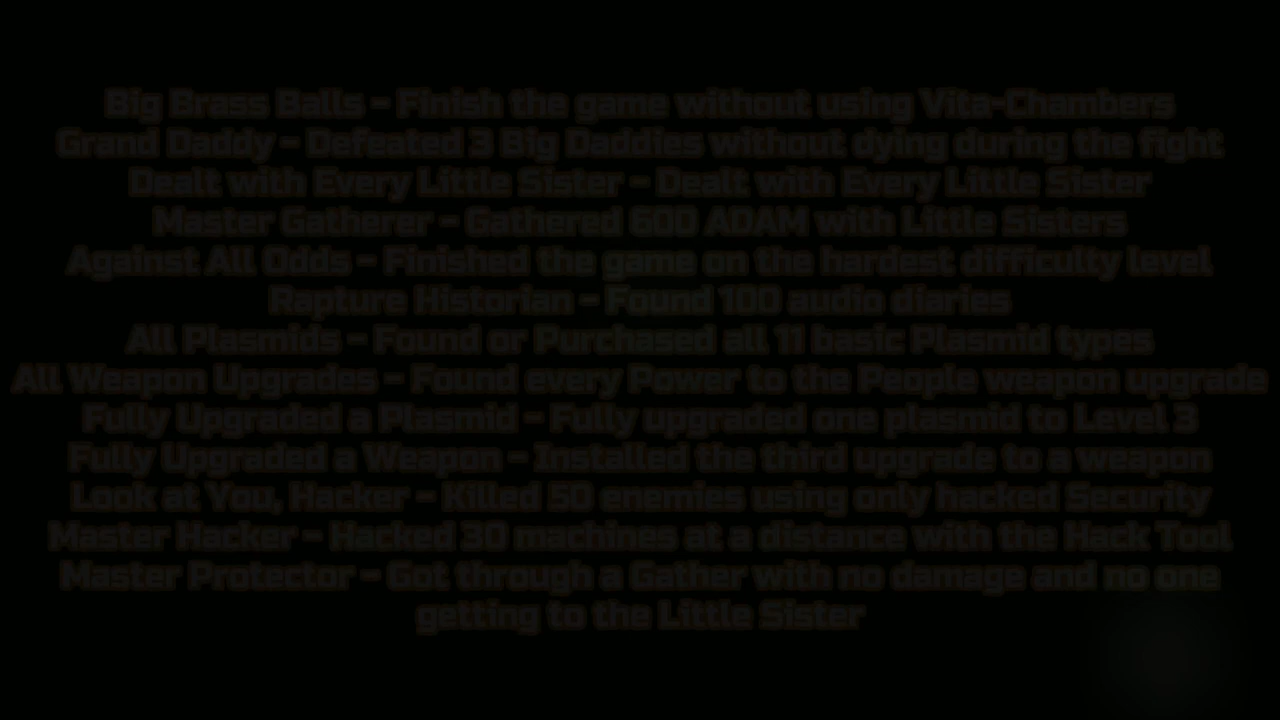 Big Brass Balls - Finish the game without using Vita-Chambers
Grand Daddy - Defeated 3 Big Daddies without dying during the fight
Dealt with Every Little Sister - Dealt with Every Little Sister
Master Gatherer - Gathered 600 ADAM with Little Sisters
Against All Odds - Finished the game on the hardest difficulty level
Rapture Historian - Found 100 audio diaries
All Plasmids - Found or Purchased all 11 basic Plasmid types
All Weapon Upgrades - Found every Power to the People weapon upgrade
Fully Upgraded a Plasmid - Fully upgraded one plasmid to Level 3
Fully Upgraded a Weapon - Installed the third upgrade to a weapon
Look at You, Hacker - Killed 50 enemies using only hacked Security
Master Hacker - Hacked 30 machines at a distance with the Hack Tool
Master Protector - Got through a Gather with no damage and no one
getting to the Little Sister